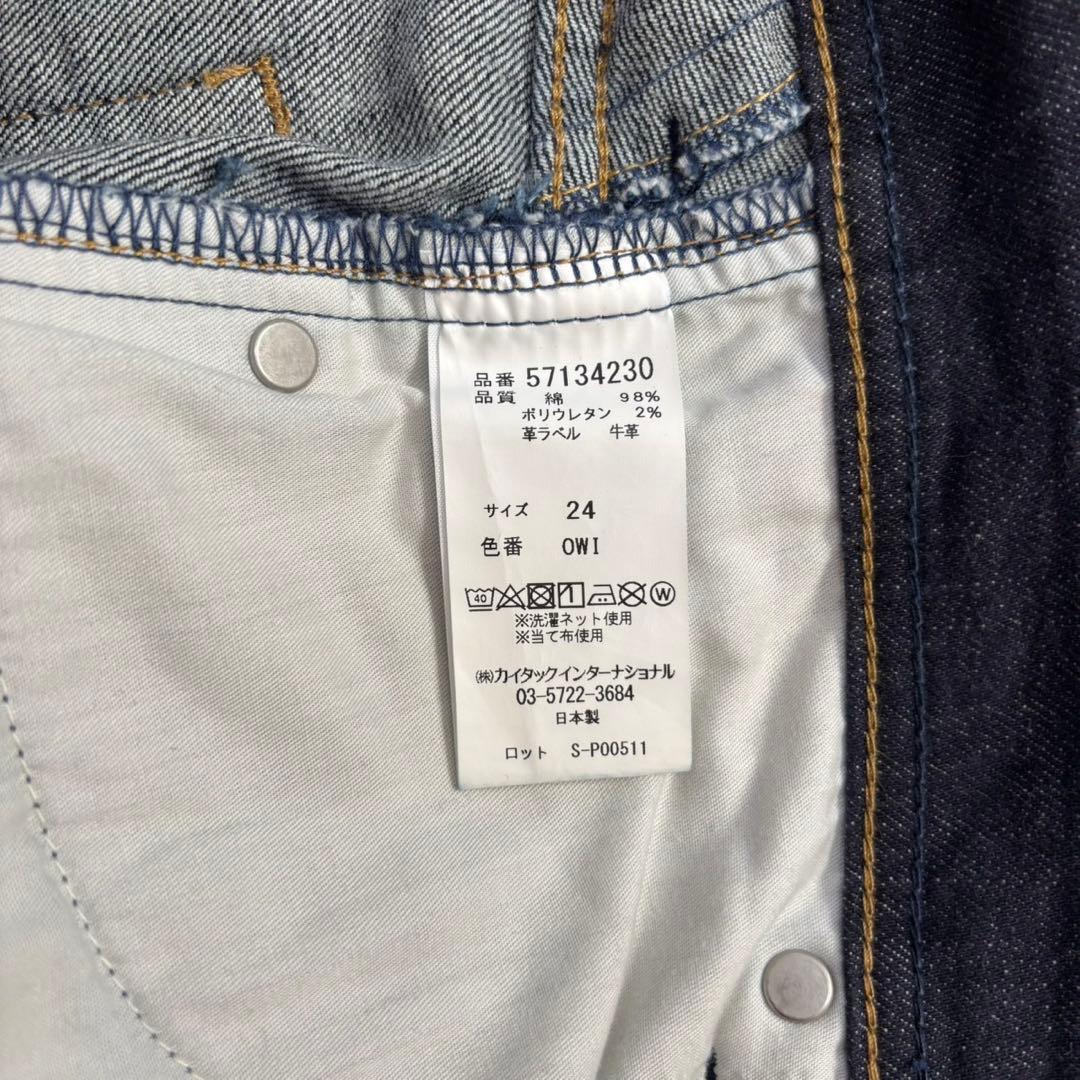 品番 57134230
品質 綿 98%
ポリウレタン 2%
革ラベル 牛革
サイズ 24
色番 OWI
40 1 W
※洗濯ネット使用
※当て布使用
㈱カイタックインターナショナル
03-5722-3684
日本製
ロット S-P00511